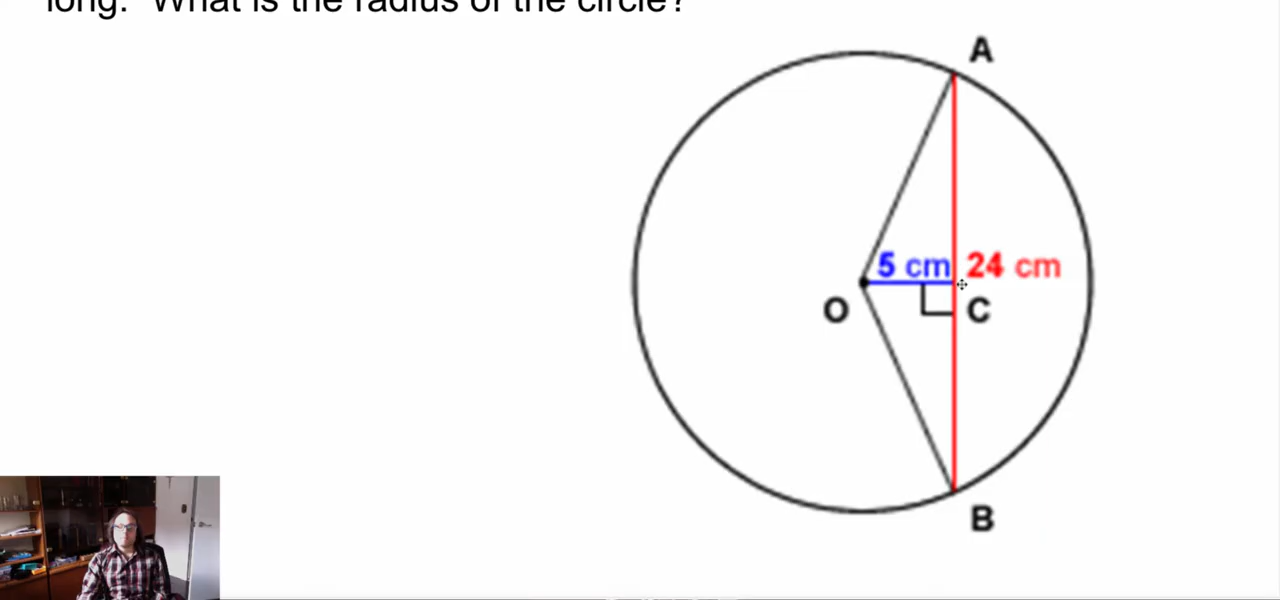 long. What is the radius of the circle?
A
5 cm 24 cm
O C
B